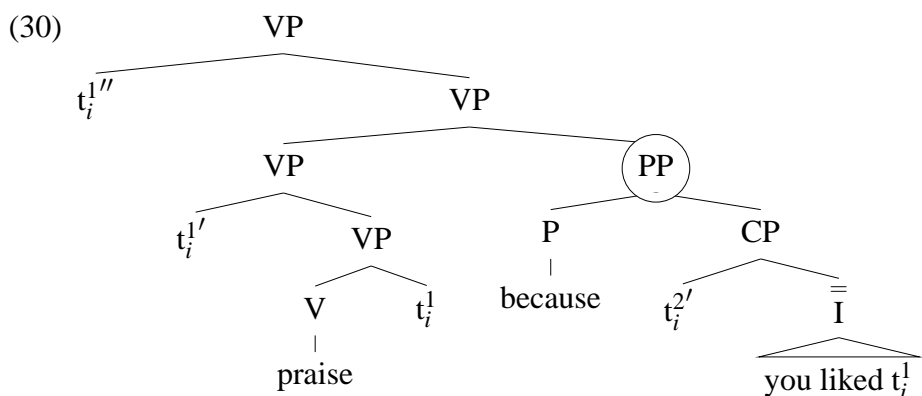 (30) VP
t_i^{1''} VP
VP PP
t_i^{1'} VP P CP
V t_i^1 because t_i^{2'} I̿
praise you liked t_i^1